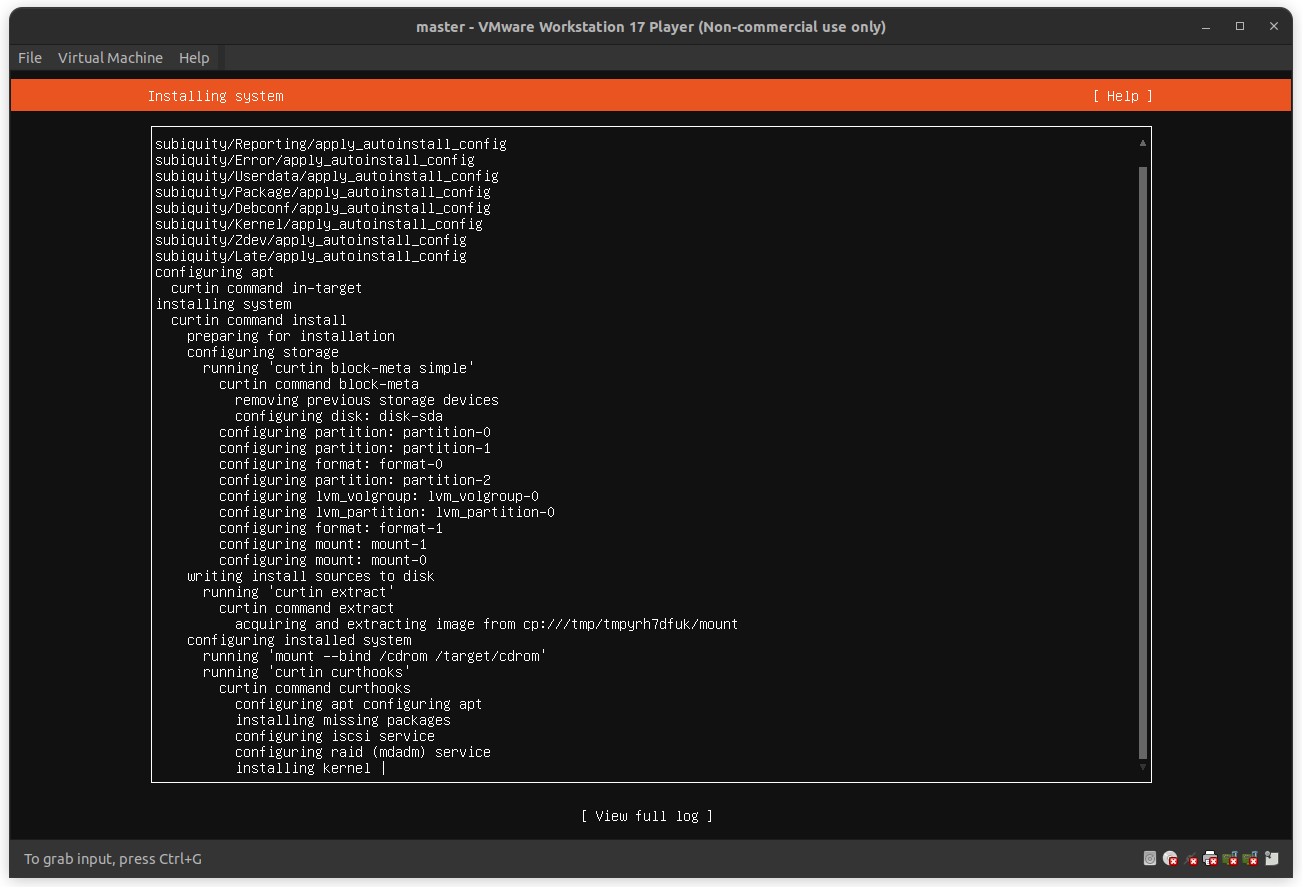 master - VMware Workstation 17 Player (Non-commercial use only)
File Virtual Machine Help
Installing system [ Help ]
subiquity/Reporting/apply_autoinstall_config
subiquity/Error/apply_autoinstall_config
subiquity/Userdata/apply_autoinstall_config
subiquity/Package/apply_autoinstall_config
subiquity/Debconf/apply_autoinstall_config
subiquity/Kernel/apply_autoinstall_config
subiquity/Zdev/apply_autoinstall_config
subiquity/Late/apply_autoinstall_config
configuring apt
curtin command in-target
installing system
curtin command install
preparing for installation
configuring storage
running 'curtin block-meta simple'
curtin command block-meta
removing previous storage devices
configuring disk: disk-sda
configuring partition: partition-0
configuring partition: partition-1
configuring format: format-0
configuring partition: partition-2
configuring lvm_volgroup: lvm_volgroup-0
configuring lvm_partition: lvm_partition-0
configuring format: format-1
configuring mount: mount-1
configuring mount: mount-0
writing install sources to disk
running 'curtin extract'
curtin command extract
acquiring and extracting image from cp:///tmp/tmpyrh7dfuk/mount
configuring installed system
running 'mount --bind /cdrom /target/cdrom'
running 'curtin curthooks'
curtin command curthooks
configuring apt configuring apt
installing missing packages
configuring iscsi service
configuring raid (mdadm) service
installing kernel |
[ View full log ]
To grab input, press Ctrl+G